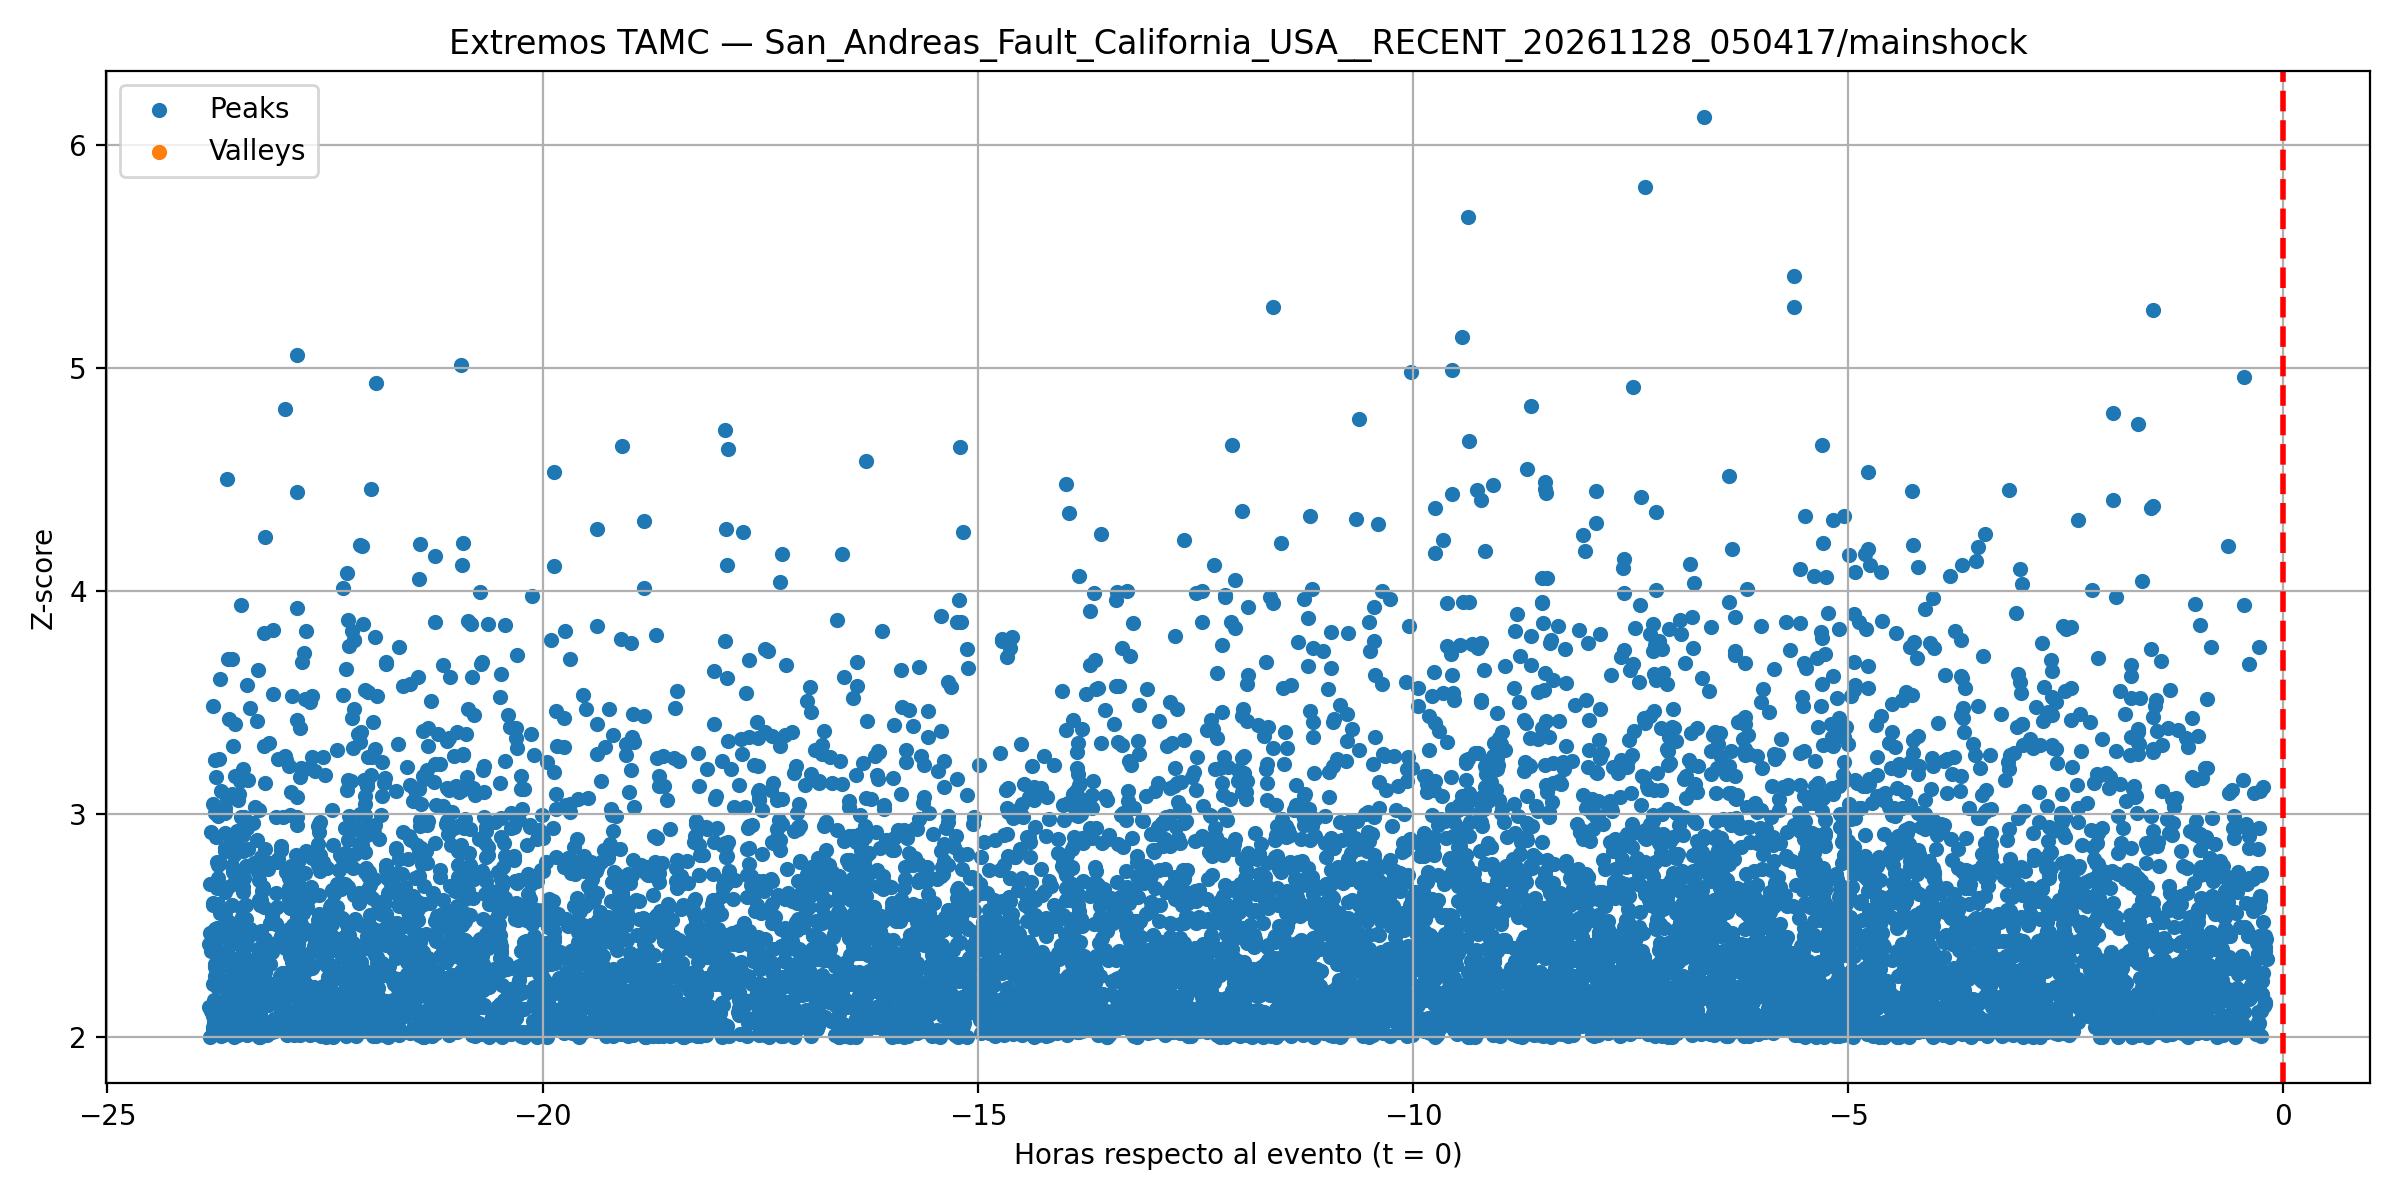 Extremos TAMC — San_Andreas_Fault_California_USA__RECENT_20261128_050417/mainshock
Peaks
Valleys
Z-score
6
5
4
3
2
−25
−20
−15
−10
−5
0
Horas respecto al evento (t = 0)